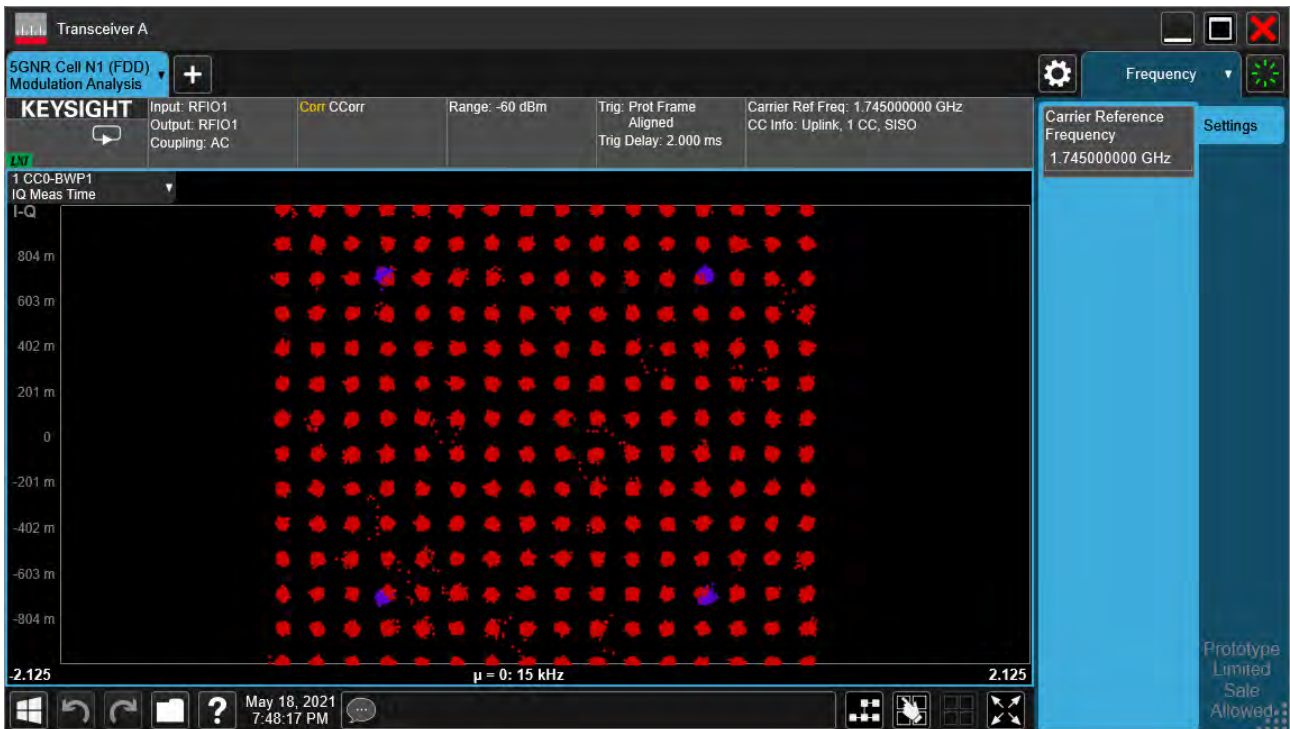 Transceiver A
5GNR Cell N1 (FDD)
Modulation Analysis
+
Frequency
KEYSIGHT
LXI
Input: RFIO1
Output: RFIO1
Coupling: AC
Corr CCorr
Range: -60 dBm
Trig: Prot Frame
Aligned
Trig Delay: 2.000 ms
Carrier Ref Freq: 1.745000000 GHz
CC Info: Uplink, 1 CC, SISO
Carrier Reference
Frequency
1.745000000 GHz
Settings
1 CC0-BWP1
IQ Meas Time
I-Q
804 m
603 m
402 m
201 m
0
-201 m
-402 m
-603 m
-804 m
-2.125
µ = 0: 15 kHz
2.125
?
May 18, 2021
7:48:17 PM
Prototype
Limited
Sale
Allowed